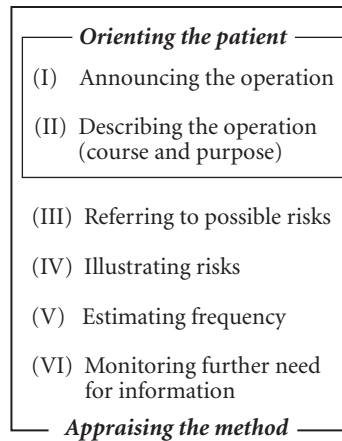 Orienting the patient
(I) Announcing the operation
(II) Describing the operation
(course and purpose)
(III) Referring to possible risks
(IV) Illustrating risks
(V) Estimating frequency
(VI) Monitoring further need
for information
Appraising the method